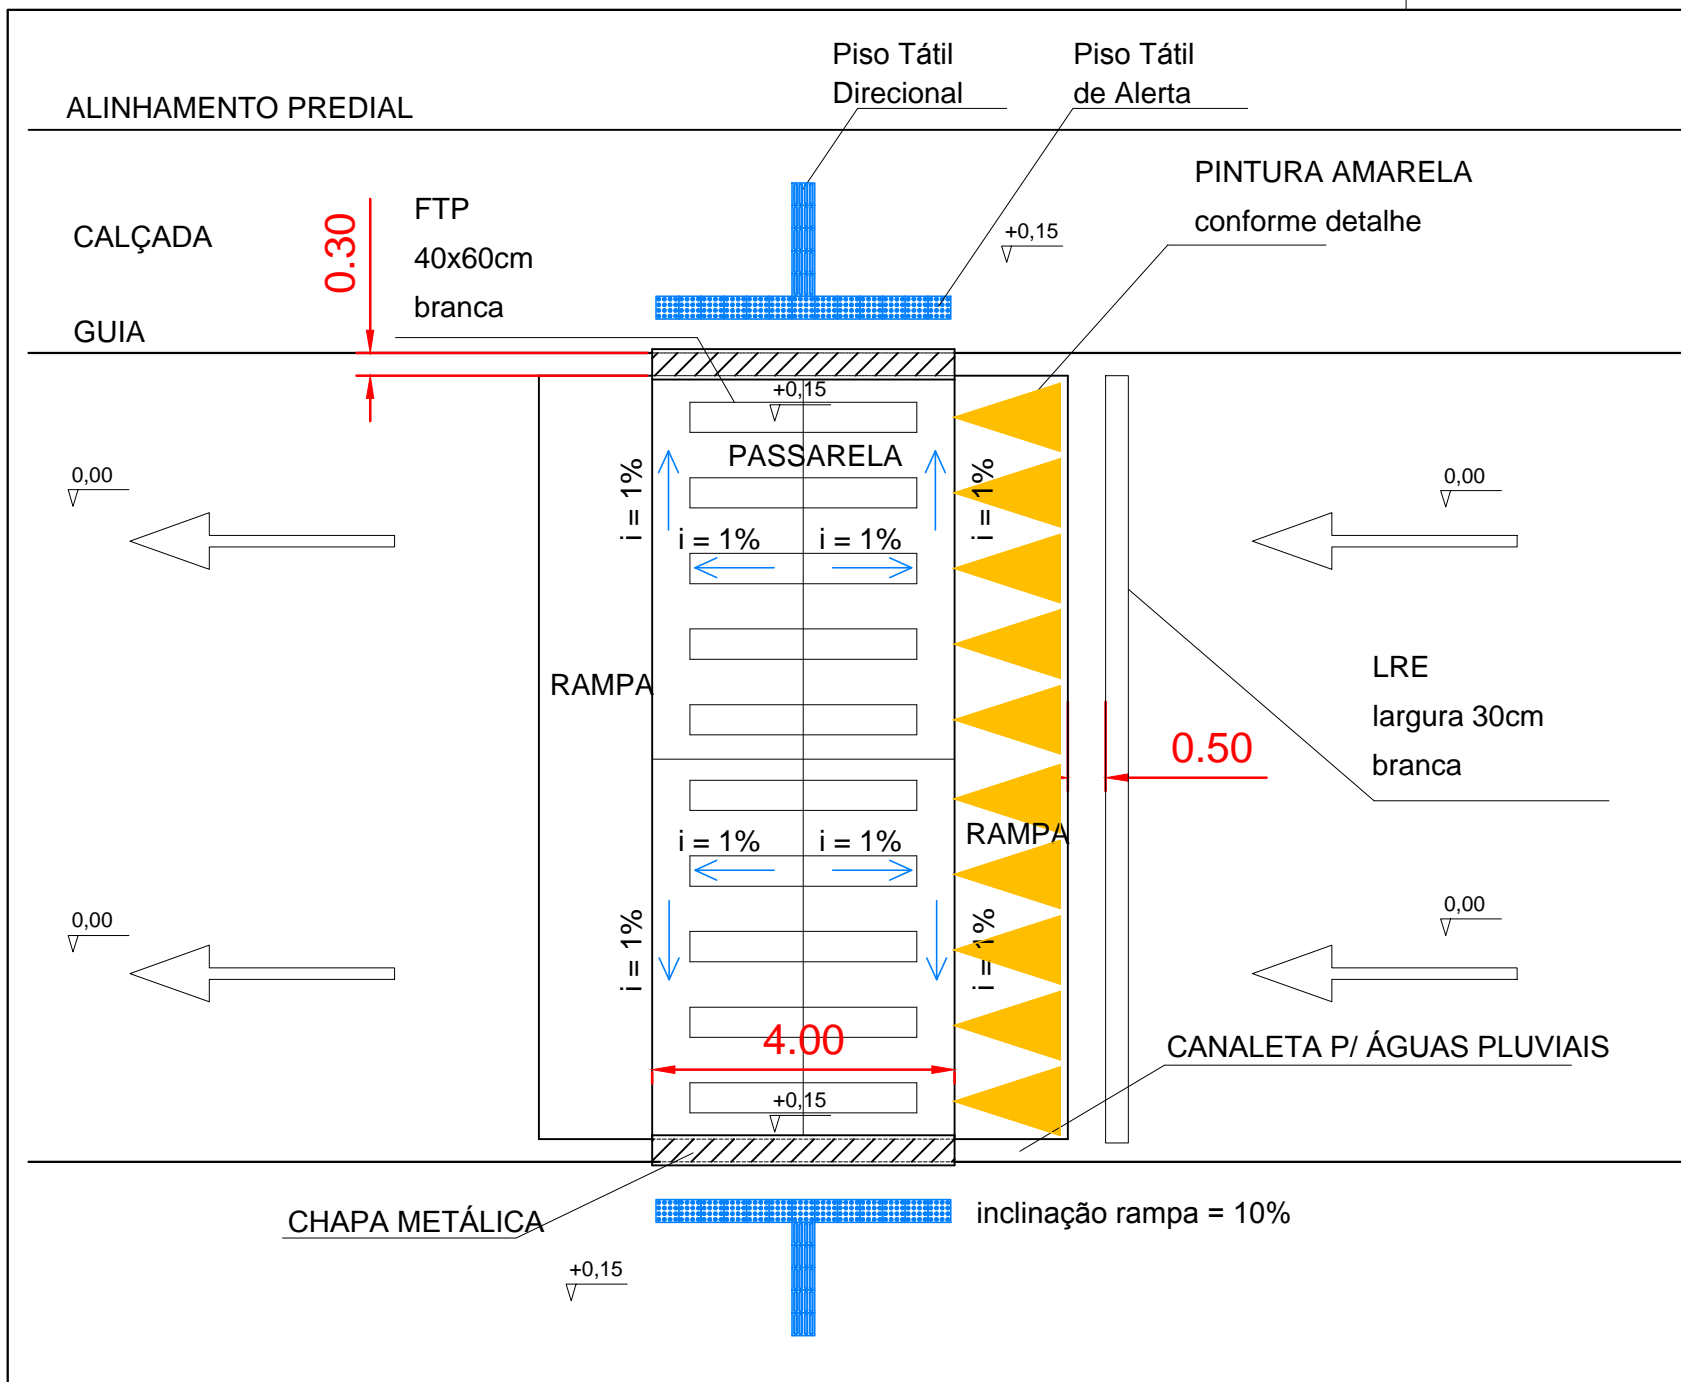 Piso Tátil
Direcional
Piso Tátil
de Alerta
ALINHAMENTO PREDIAL
PINTURA AMARELA
conforme detalhe
CALÇADA
0.30
FTP
40x60cm
branca
+0,15
GUIA
+0,15
PASSARELA
i = 1%
i = 1%
0,00
0,00
i = 1%
i = 1%
RAMPA
LRE
largura 30cm
branca
0.50
RAMPA
i = 1%
i = 1%
0,00
0,00
i = 1%
i = 1%
4.00
CANALETA P/ ÁGUAS PLUVIAIS
+0,15
CHAPA METÁLICA
inclinação rampa = 10%
+0,15